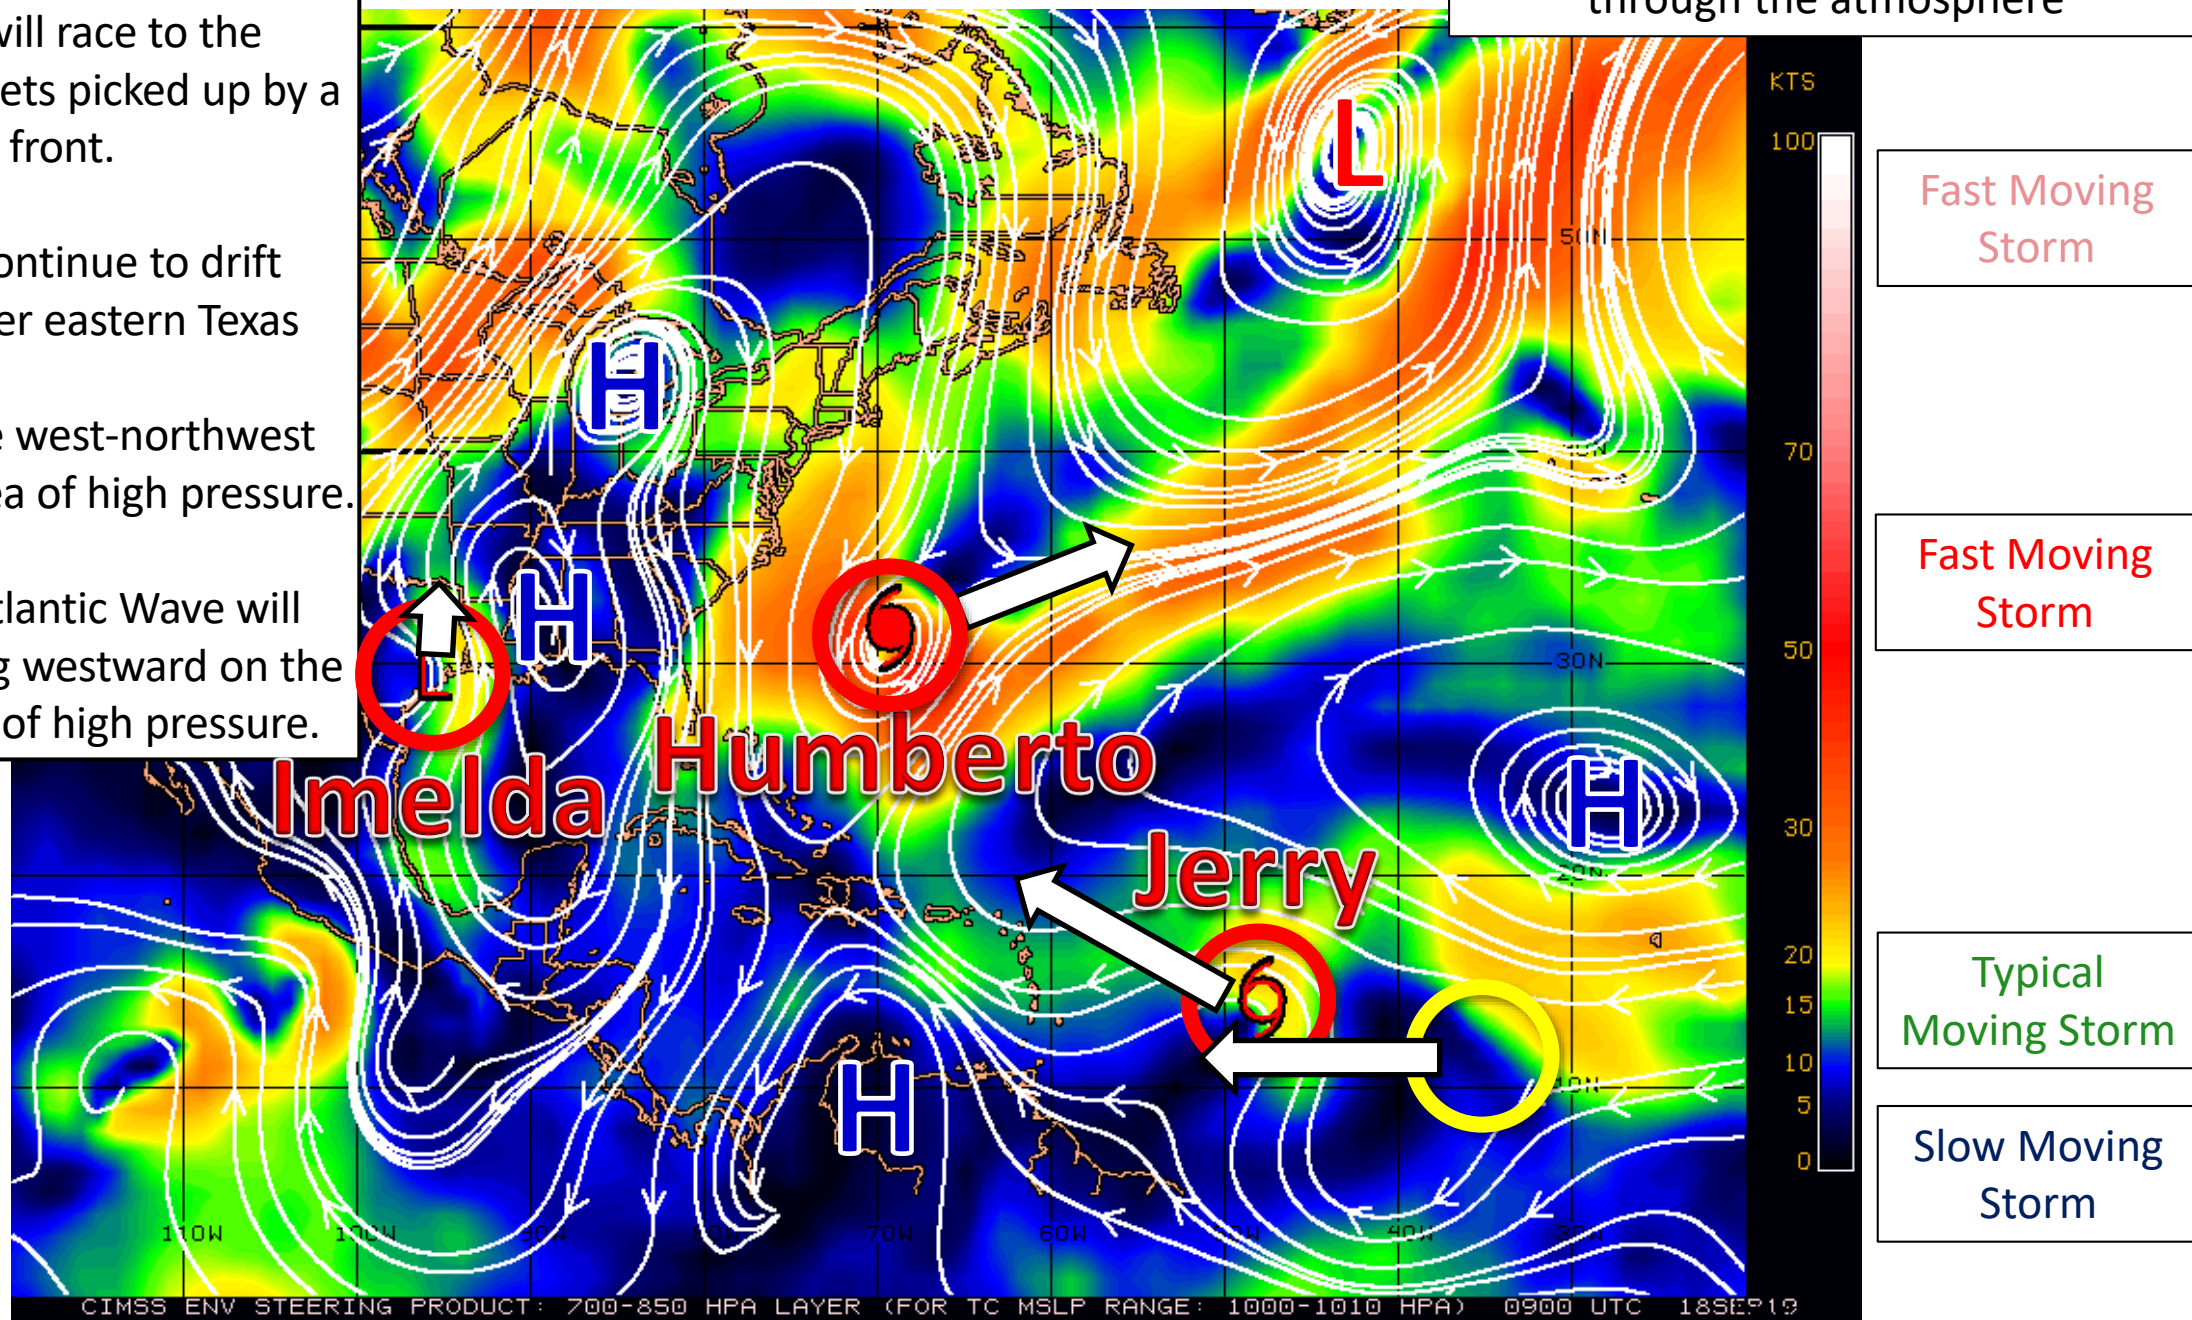 will race to the
ets picked up by a
front.
ontinue to drift
er eastern Texas
e west-northwest
ea of high pressure.
tlantic Wave will
g westward on the
of high pressure.
through the atmosphere
KTS
100
70
50
30
20
15
10
5
0
Fast Moving
Storm
Fast Moving
Storm
Typical
Moving Storm
Slow Moving
Storm
L
H
H
H
H
L
Imelda
Humberto
Jerry
50N
30N
20N
10N
110W
100W
90W
80W
70W
60W
40W
30W
CIMSS ENV STEERING PRODUCT: 700-850 HPA LAYER (FOR TC MSLP RANGE: 1000-1010 HPA) 0900 UTC 18SEP19